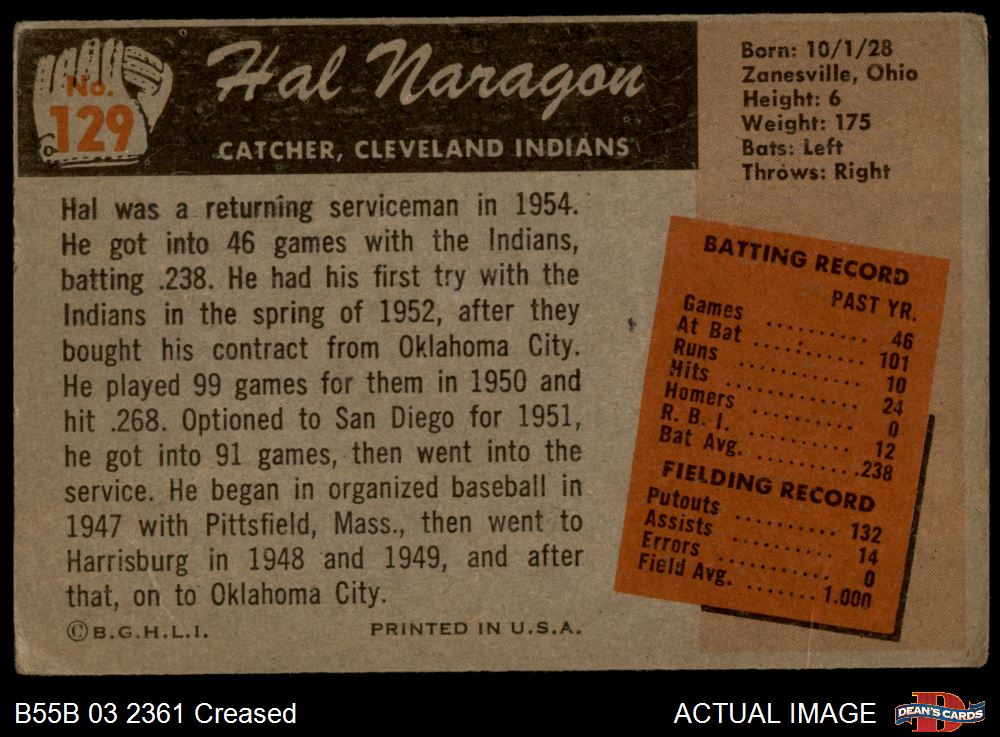 No.
129
Hal Naragon
CATCHER, CLEVELAND INDIANS
Born: 10/1/28
Zanesville, Ohio
Height: 6
Weight: 175
Bats: Left
Throws: Right
Hal was a returning serviceman in 1954.
He got into 46 games with the Indians,
batting .238. He had his first try with the
Indians in the spring of 1952, after they
bought his contract from Oklahoma City.
He played 99 games for them in 1950 and
hit .268. Optioned to San Diego for 1951,
he got into 91 games, then went into the
service. He began in organized baseball in
1947 with Pittsfield, Mass., then went to
Harrisburg in 1948 and 1949, and after
that, on to Oklahoma City.
©B.G.H.L.I. PRINTED IN U.S.A.
BATTING RECORD
PAST YR.
Games .......... 46
At Bat .......... 101
Runs .......... 10
Hits .......... 24
Homers .......... 0
R. B. I. .......... 12
Bat Avg. .......... .238
FIELDING RECORD
Putouts .......... 132
Assists .......... 14
Errors .......... 0
Field Avg. .......... 1.000
B55B 03 2361 Creased
ACTUAL IMAGE
D
DEAN'S CARDS